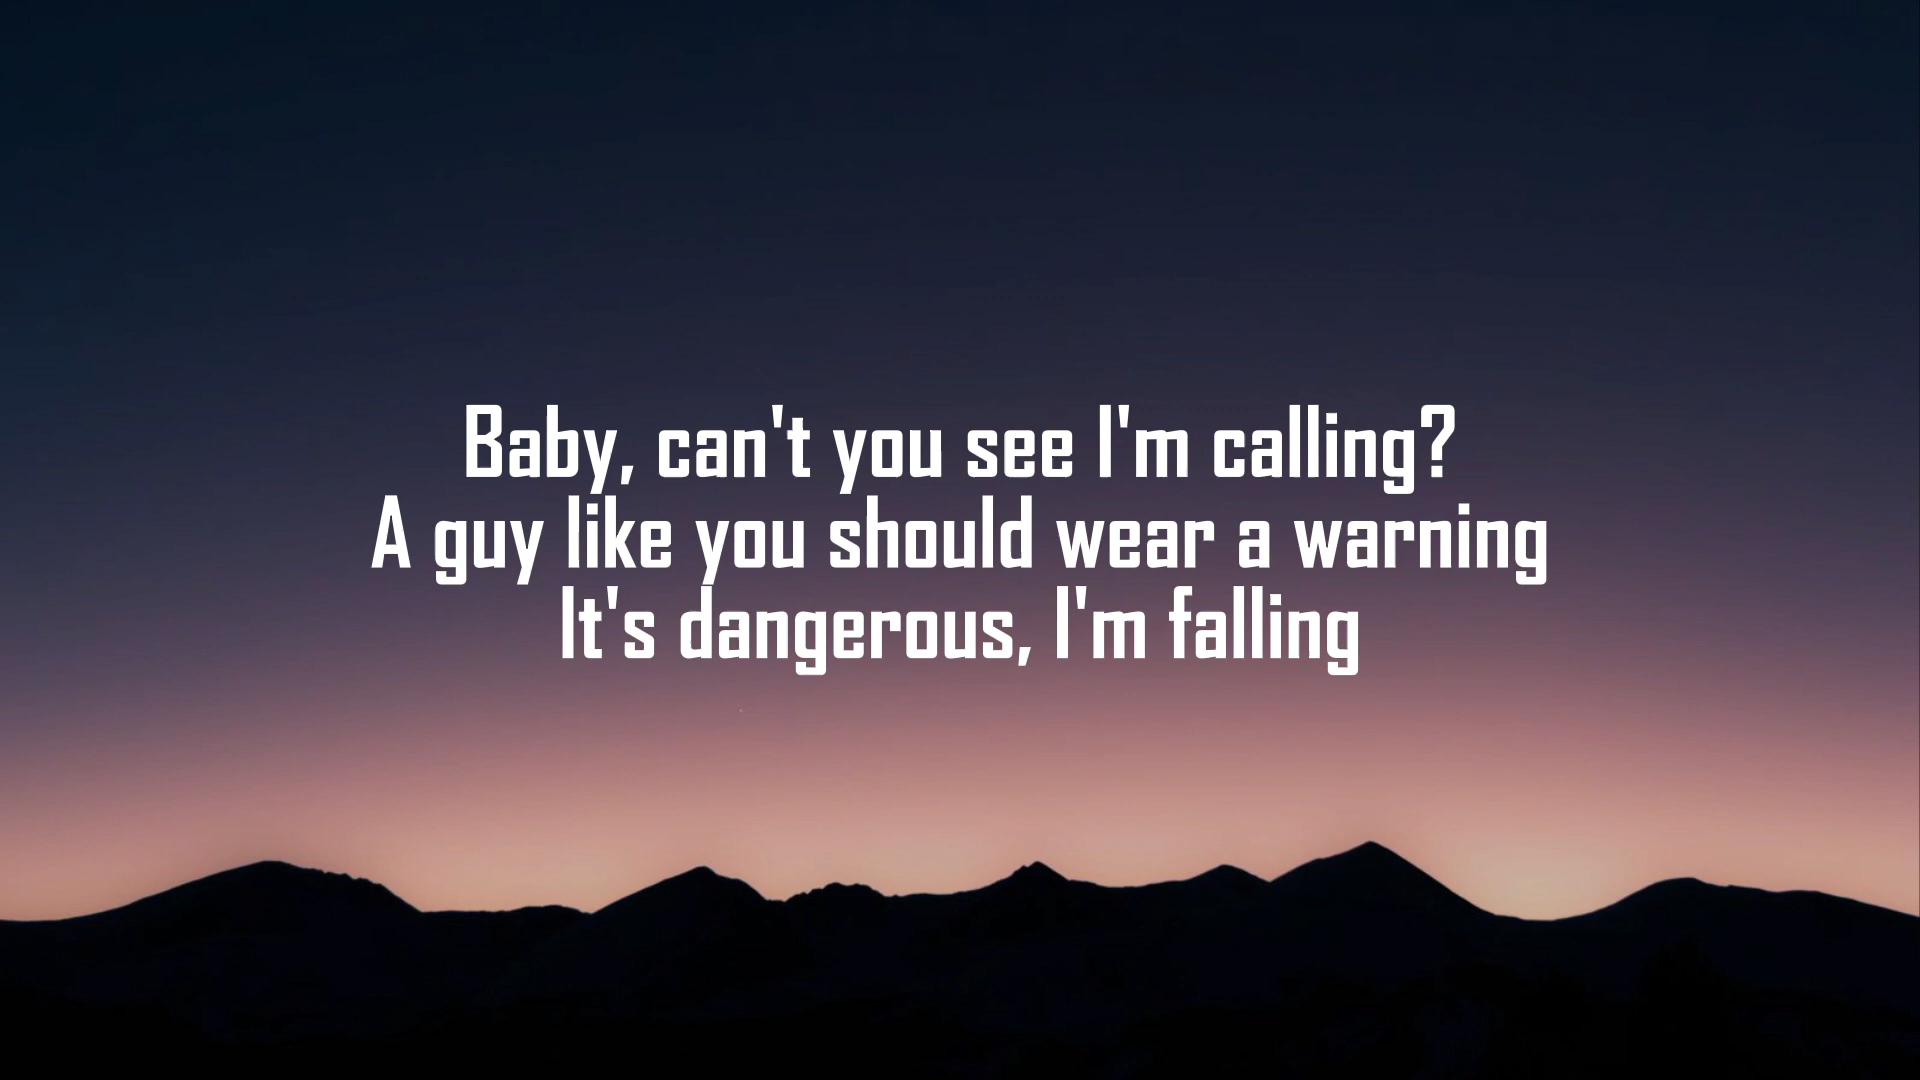 Baby, can't you see I'm calling?
A guy like you should wear a warning
It's dangerous, I'm falling